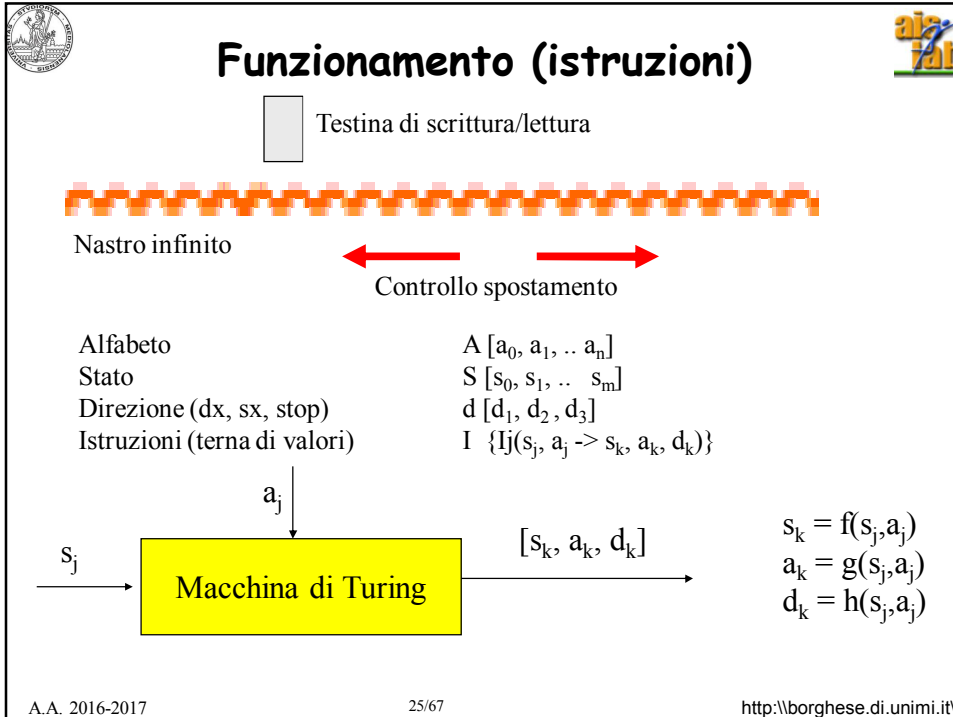 Funzionamento (istruzioni)
Testina di scrittura/lettura
Nastro infinito
Controllo spostamento
Alfabeto A [a₀, a₁, .. aₙ]
Stato S [s₀, s₁, .. sₘ]
Direzione (dx, sx, stop) d [d₁, d₂ , d₃]
Istruzioni (terna di valori) I {Ij(sⱼ, aⱼ -> sₖ, aₖ, dₖ)}
aⱼ
sⱼ
Macchina di Turing
[sₖ, aₖ, dₖ]
sₖ = f(sⱼ,aⱼ)
aₖ = g(sⱼ,aⱼ)
dₖ = h(sⱼ,aⱼ)
A.A. 2016-2017 25/67 http:\\borghese.di.unimi.it\